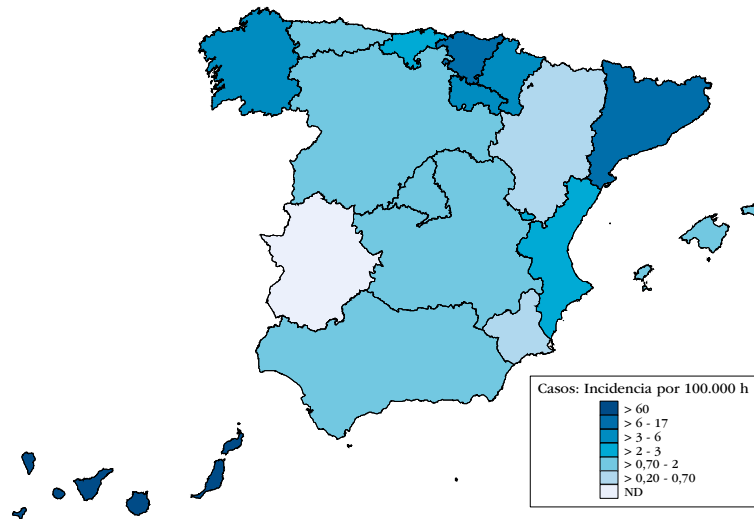 Casos: Incidencia por 100.000 h
> 60
> 6 - 17
> 3 - 6
> 2 - 3
> 0,70 - 2
> 0,20 - 0,70
ND